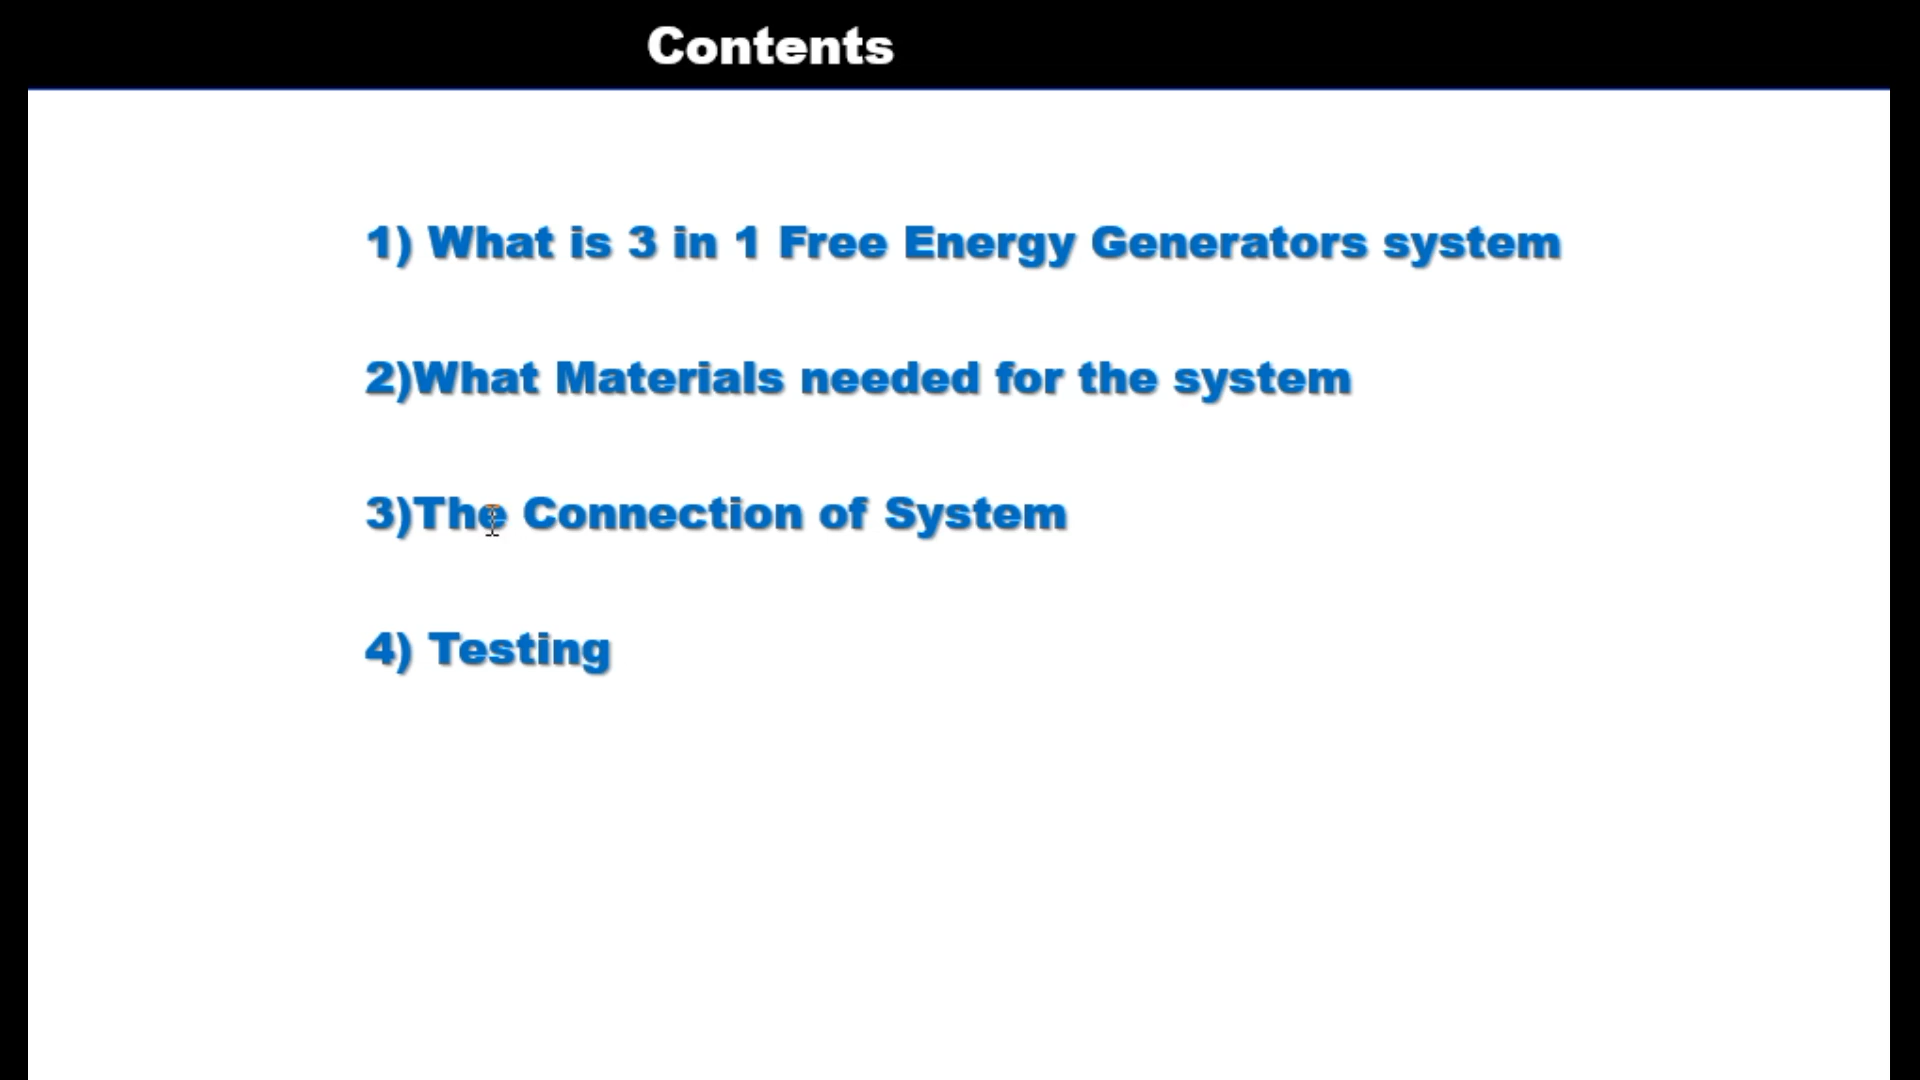 Contents
1) What is 3 in 1 Free Energy Generators system
2)What Materials needed for the system
3)The Connection of System
4) Testing